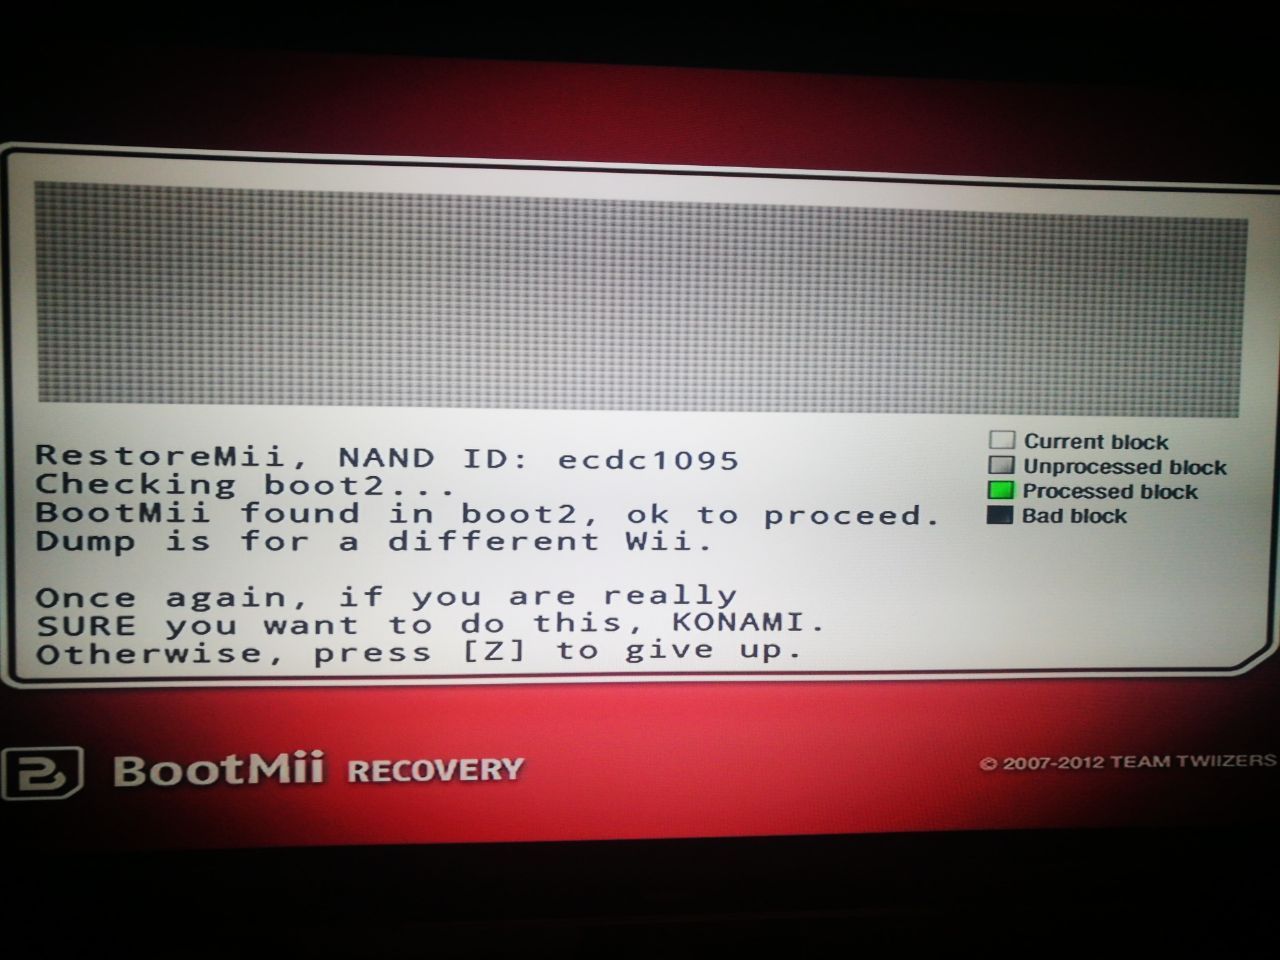 RestoreMii, NAND ID: ecdc1095
Checking boot2...
BootMii found in boot2, ok to proceed.
Dump is for a different Wii.
Once again, if you are really
SURE you want to do this, KONAMI.
Otherwise, press [Z] to give up.
Current block
Unprocessed block
Processed block
Bad block
BootMii RECOVERY
© 2007-2012 TEAM TWIIZERS